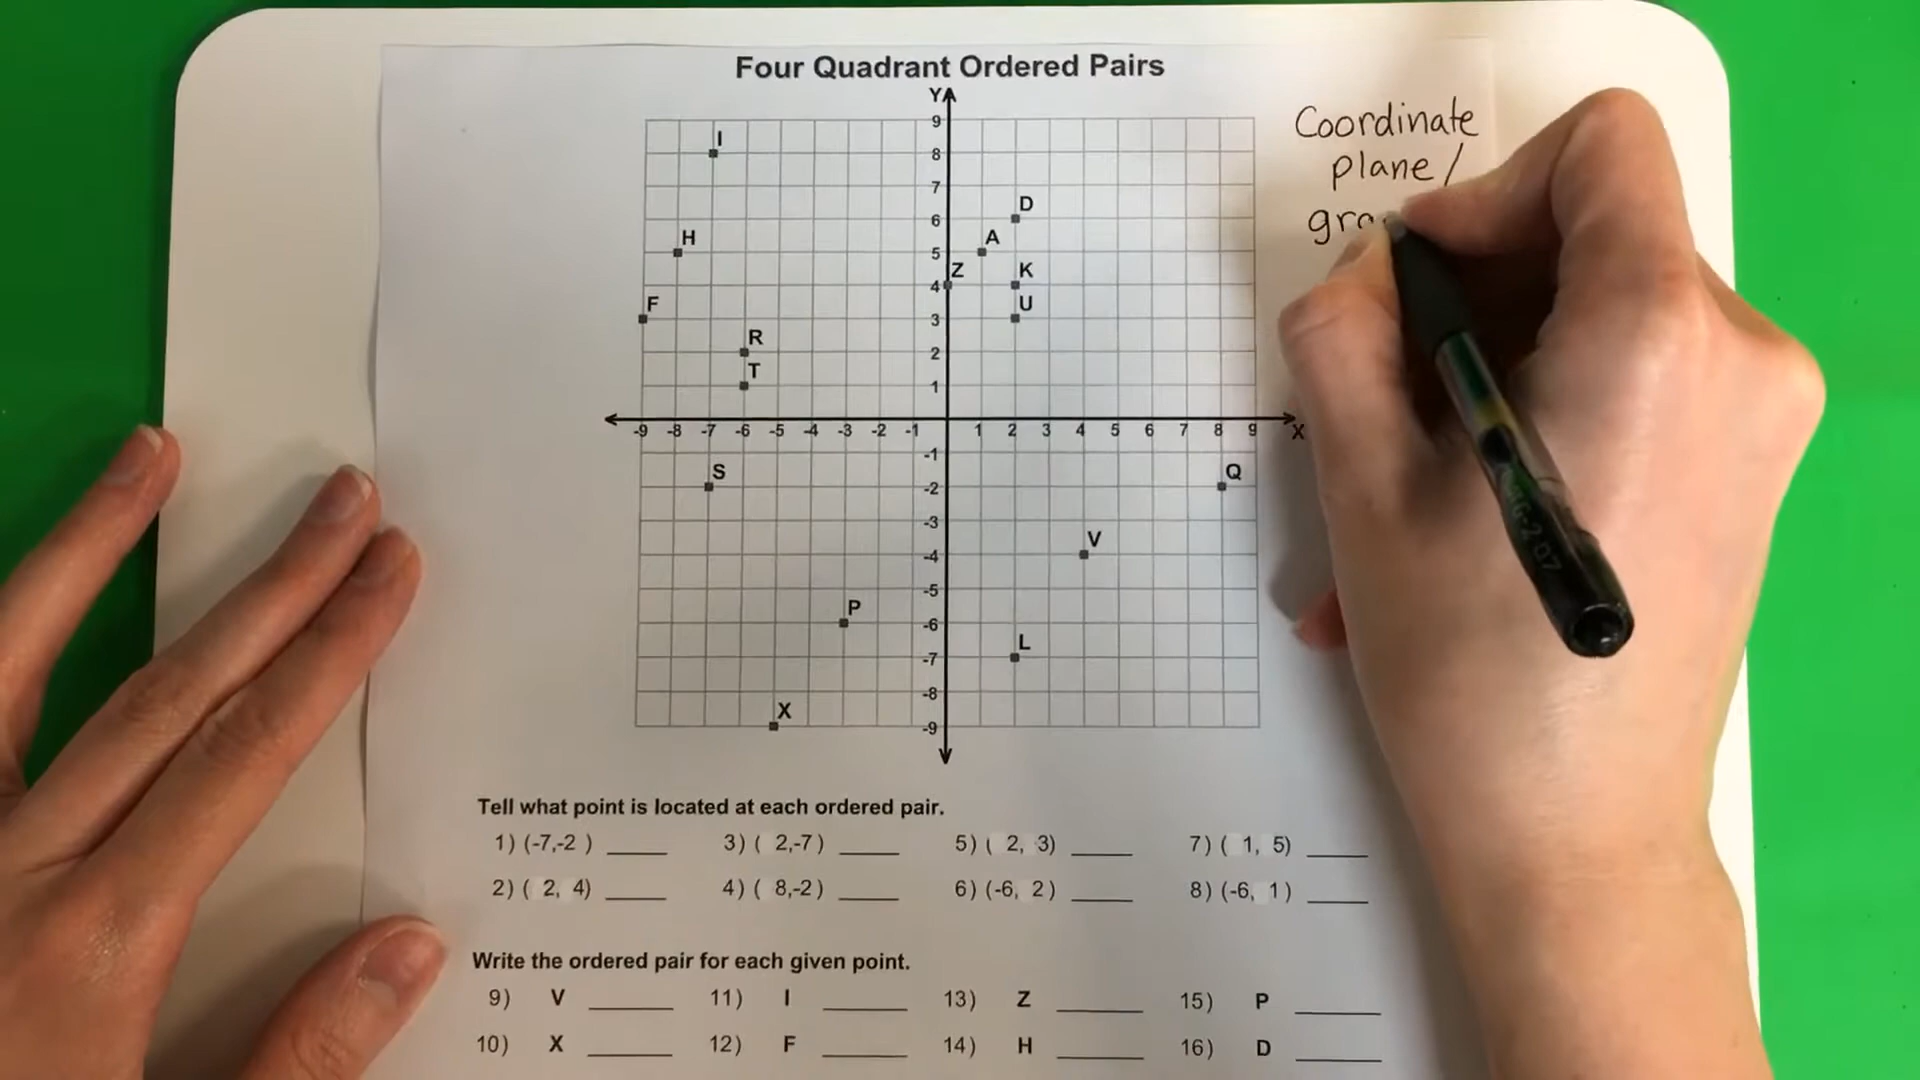 Four Quadrant Ordered Pairs
Y
Coordinate
plane/
9
I
8
7
D
6
H
A
5
Z
K
4
F
U
3
R
2
T
1
-9 -8 -7 -6 -5 -4 -3 -2 -1 1 2 3 4 5 6 7 8 9 X
-1
S
Q
-2
-3
V
-4
-5
P
-6
L
-7
-8
X
-9
Tell what point is located at each ordered pair.
1) (-7,-2 ) ____ 3) ( 2,-7 ) ____ 5) ( 2, 3) ____ 7) ( 1, 5) ____
2) ( 2, 4) ____ 4) ( 8,-2 ) ____ 6) (-6, 2 ) ____ 8) (-6, 1 ) ____
Write the ordered pair for each given point.
9) V ____ 11) I ____ 13) Z ____ 15) P ____
10) X ____ 12) F ____ 14) H ____ 16) D ____